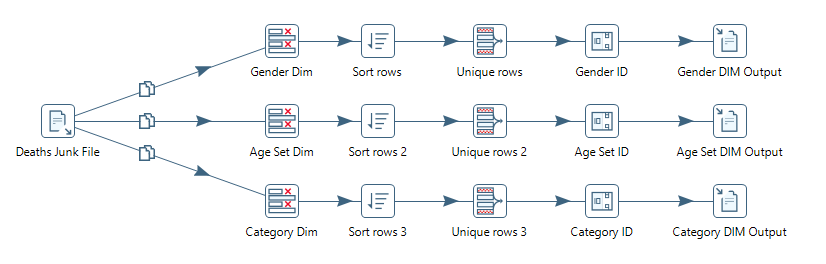 Gender Dim
Sort rows
Unique rows
Gender ID
Gender DIM Output
Deaths Junk File
Age Set Dim
Sort rows 2
Unique rows 2
Age Set ID
Age Set DIM Output
Category Dim
Sort rows 3
Unique rows 3
Category ID
Category DIM Output